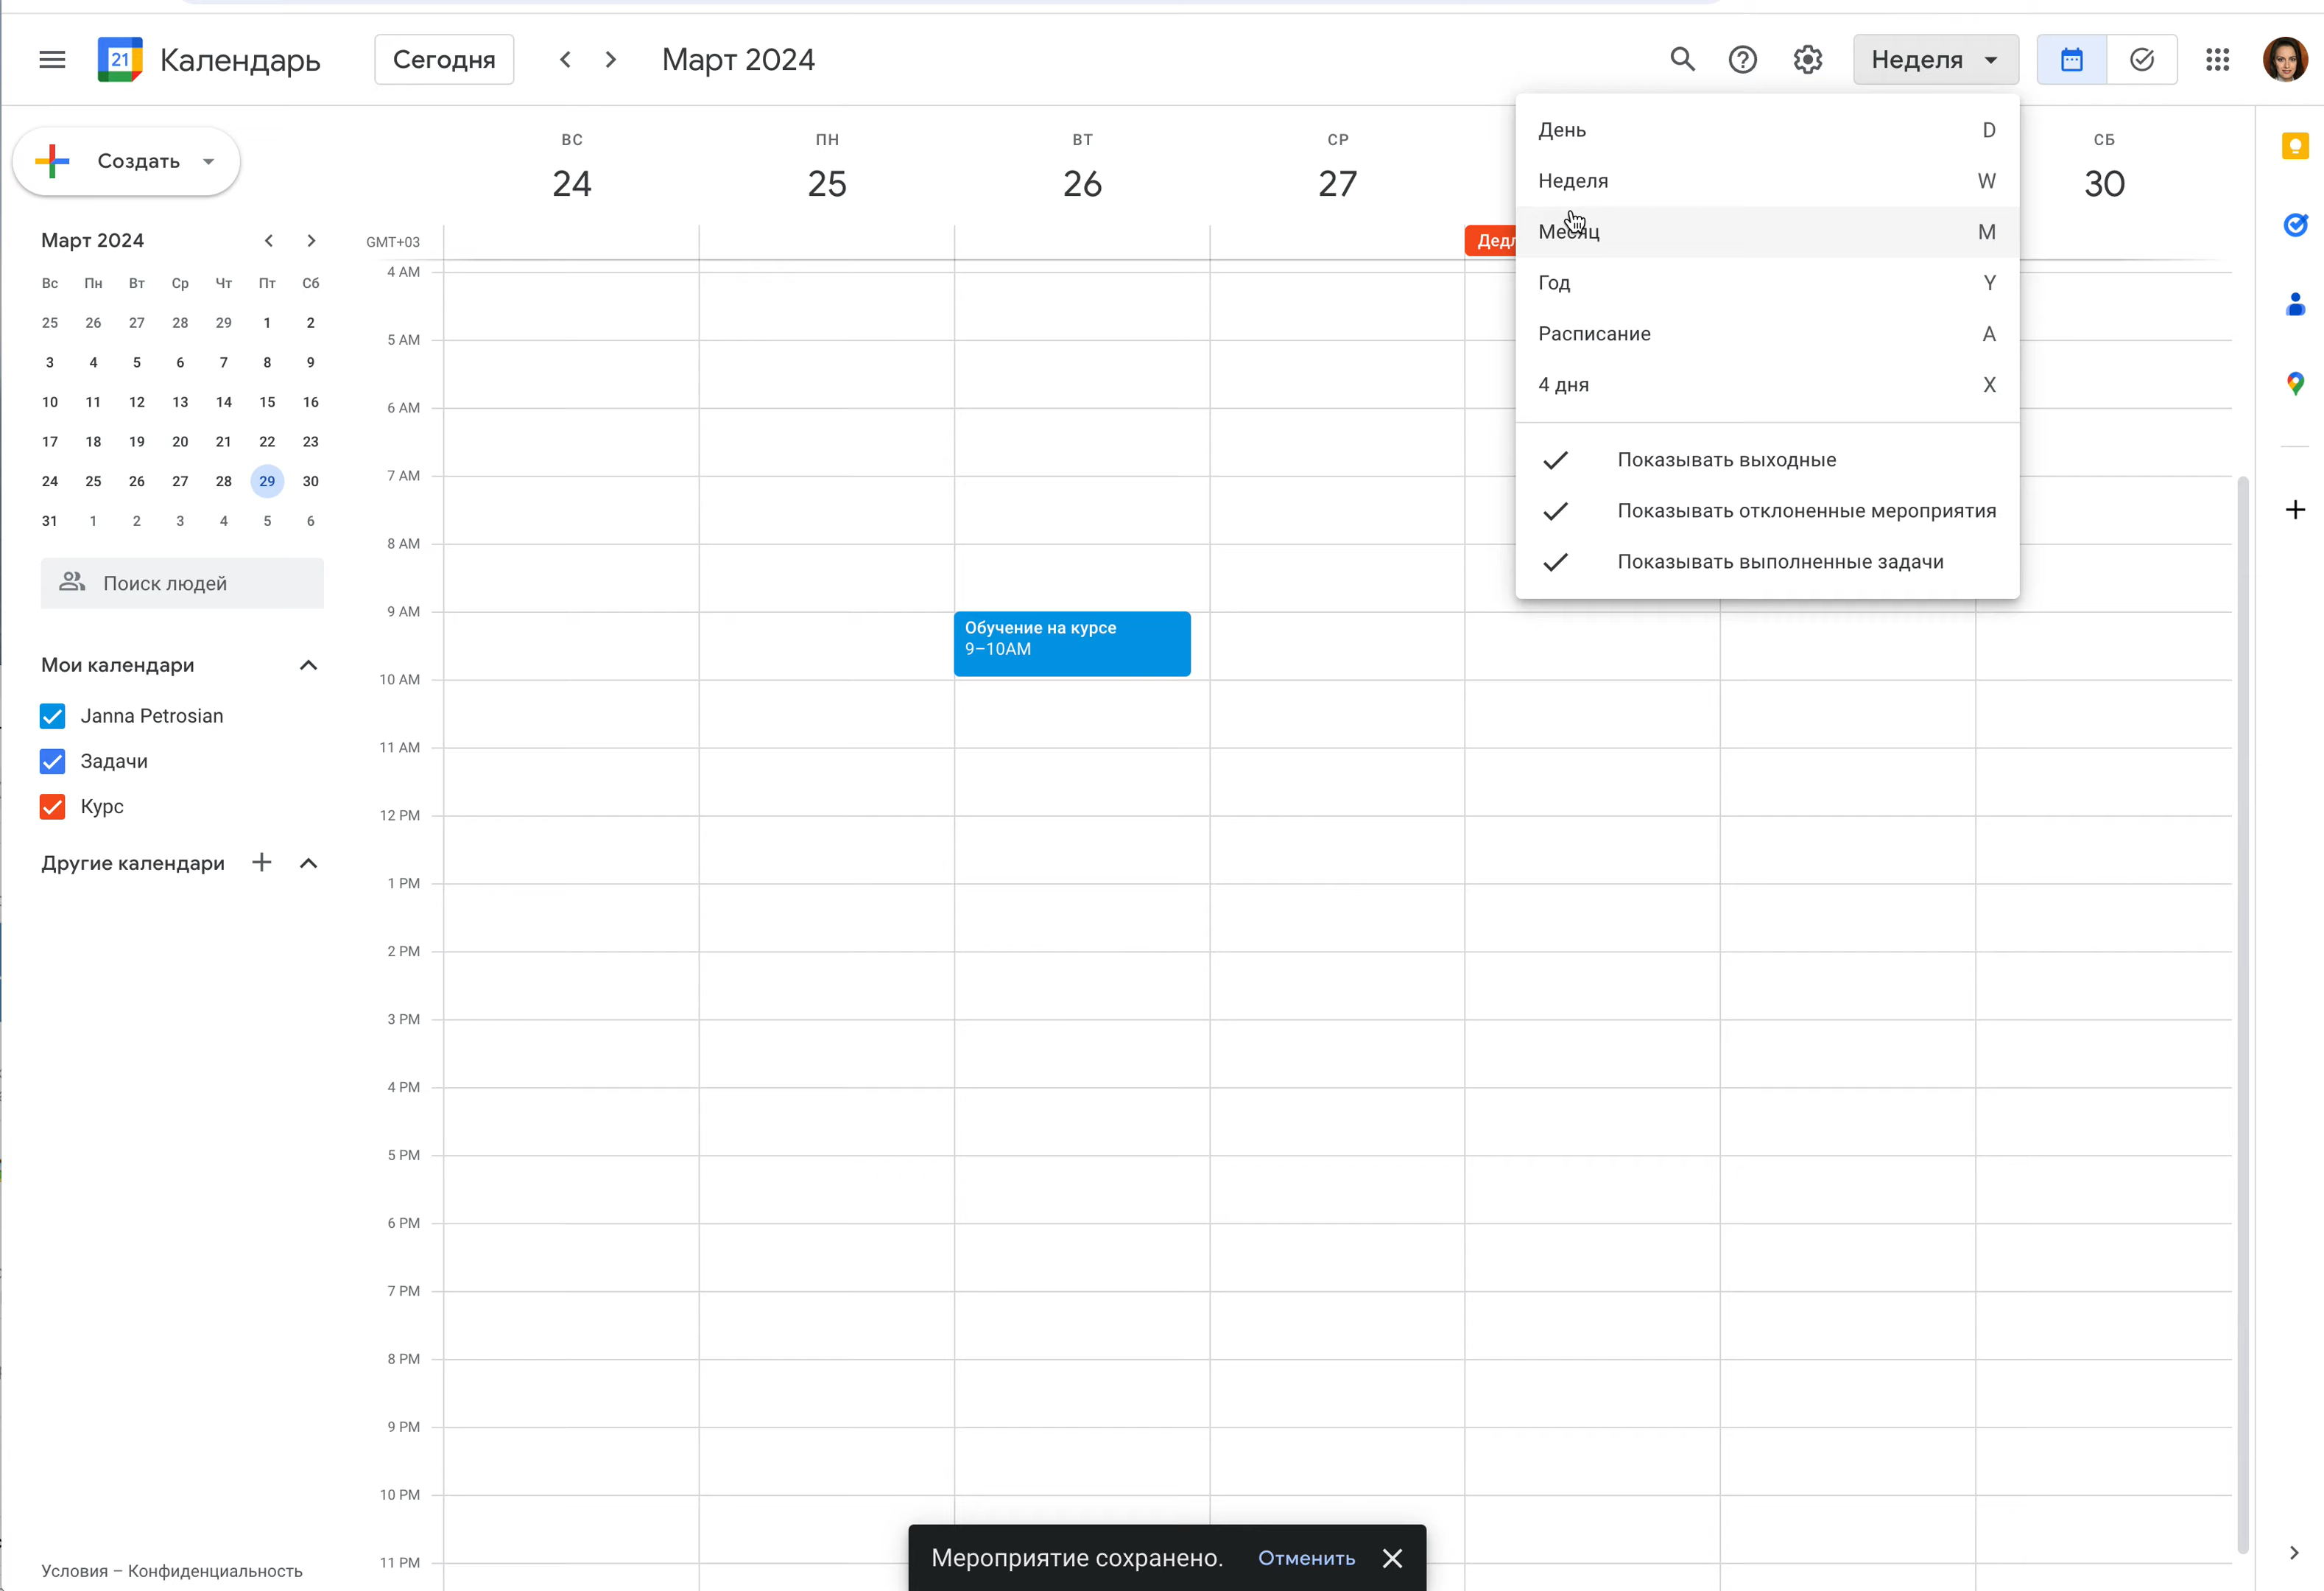 21 Календарь Сегодня Март 2024 Неделя
Создать
ВС ПН ВТ СР СБ
24 25 26 27 30
День D
Неделя W
Месяц M
Год Y
Расписание A
4 дня X
Показывать выходные
Показывать отклоненные мероприятия
Показывать выполненные задачи
Март 2024
Вс Пн Вт Ср Чт Пт Сб
25 26 27 28 29 1 2
3 4 5 6 7 8 9
10 11 12 13 14 15 16
17 18 19 20 21 22 23
24 25 26 27 28 29 30
31 1 2 3 4 5 6
Поиск людей
Мои календари
Janna Petrosian
Задачи
Курс
Другие календари
Условия – Конфиденциальность
GMT+03
4 AM
5 AM
6 AM
7 AM
8 AM
9 AM
10 AM
11 AM
12 PM
1 PM
2 PM
3 PM
4 PM
5 PM
6 PM
7 PM
8 PM
9 PM
10 PM
11 PM
Обучение на курсе
9–10AM
Мероприятие сохранено. Отменить